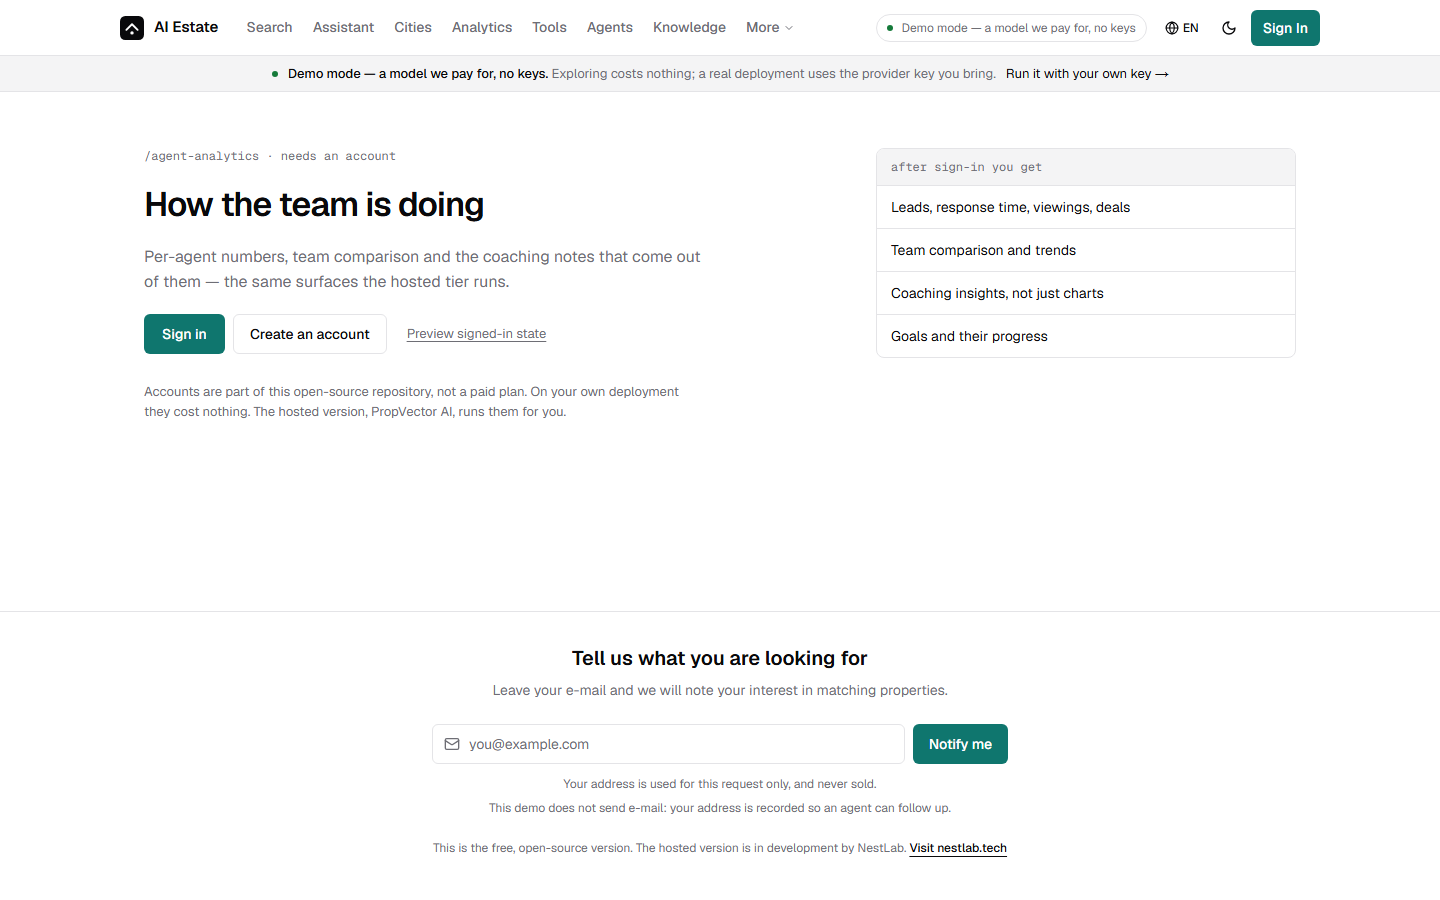 AI Estate
Search
Assistant
Cities
Analytics
Tools
Agents
Knowledge
More
Demo mode — a model we pay for, no keys
EN
Sign In
Demo mode — a model we pay for, no keys. Exploring costs nothing; a real deployment uses the provider key you bring. Run it with your own key →
/agent-analytics · needs an account
How the team is doing
Per-agent numbers, team comparison and the coaching notes that come out
of them — the same surfaces the hosted tier runs.
Sign in
Create an account
Preview signed-in state
Accounts are part of this open-source repository, not a paid plan. On your own deployment
they cost nothing. The hosted version, PropVector AI, runs them for you.
after sign-in you get
Leads, response time, viewings, deals
Team comparison and trends
Coaching insights, not just charts
Goals and their progress
Tell us what you are looking for
Leave your e-mail and we will note your interest in matching properties.
you@example.com
Notify me
Your address is used for this request only, and never sold.
This demo does not send e-mail: your address is recorded so an agent can follow up.
This is the free, open-source version. The hosted version is in development by NestLab. Visit nestlab.tech